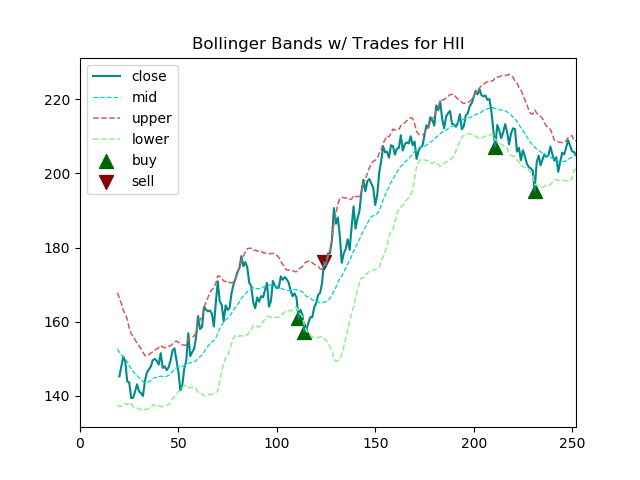 Bollinger Bands w/ Trades for HII
close
mid
upper
lower
buy
sell
220
200
180
160
140
0 50 100 150 200 250